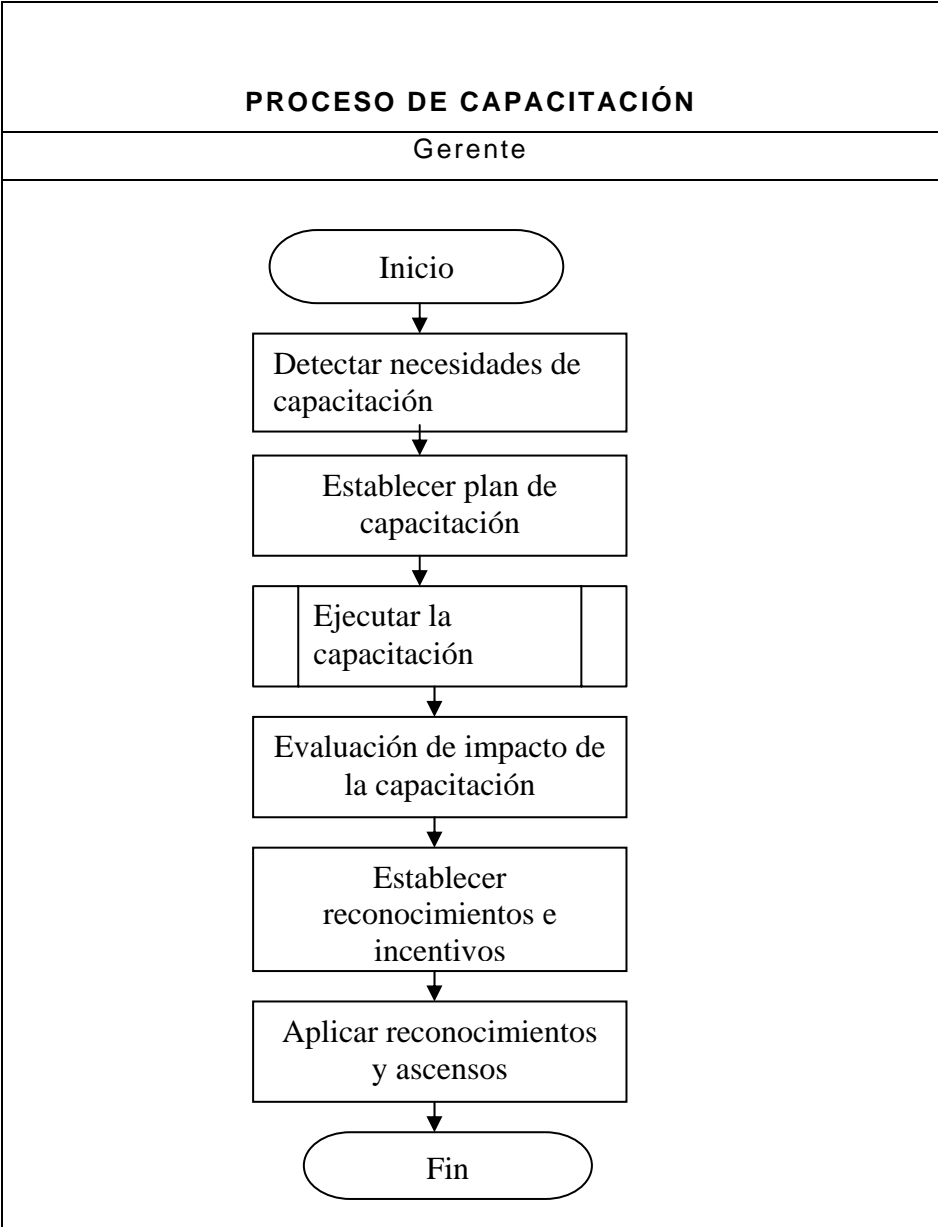 PROCESO DE CAPACITACIÓN
Gerente
Inicio
Detectar necesidades de
capacitación
Establecer plan de
capacitación
Ejecutar la
capacitación
Evaluación de impacto de
la capacitación
Establecer
reconocimientos e
incentivos
Aplicar reconocimientos
y ascensos
Fin